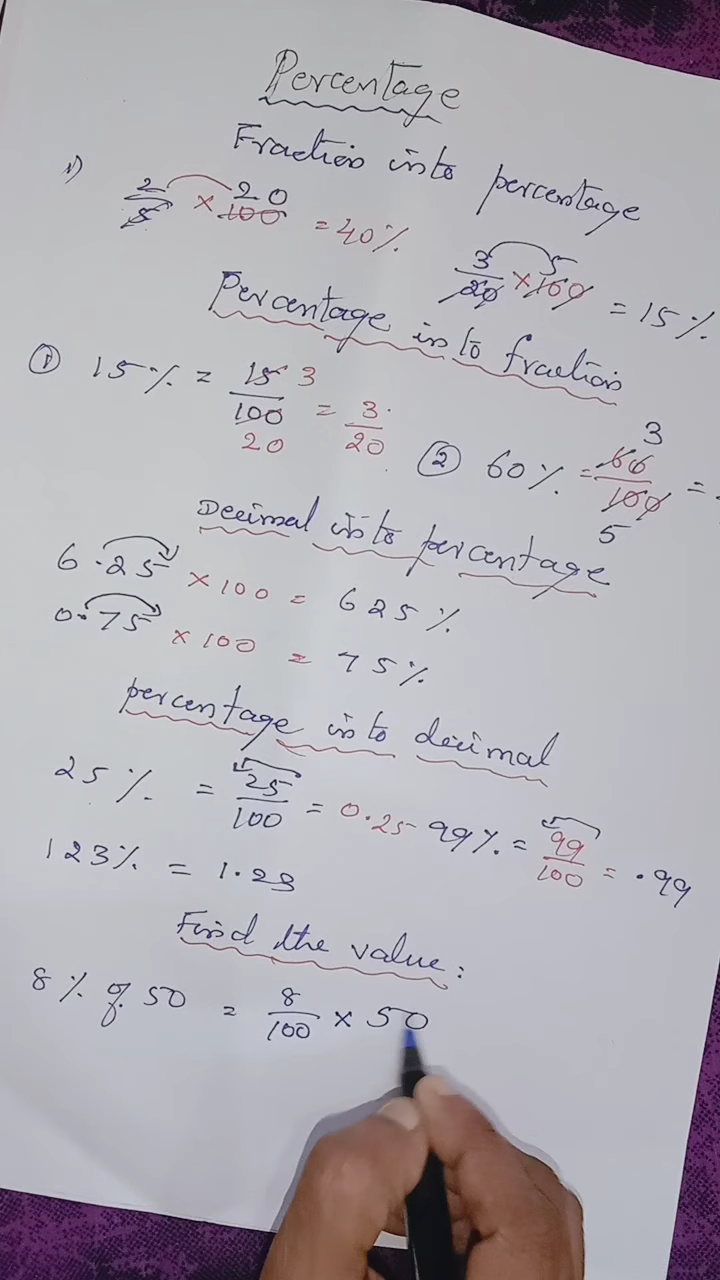 Percentage
Fraction into percentage
1) 2/5 × 100 20 = 40%
3/20 × 100 5 = 15%
Percentage into fraction
① 15% = 15/100 3 20 = 3/20
② 60% = 60/100 3 5 =
Decimal into percentage
6.25 × 100 = 625%
0.75 × 100 = 75%
percentage into decimal
25% = 25/100 = 0.25
99% = 99/100 = .99
123% = 1.23
Find the value:
8% of 50 = 8/100 × 50